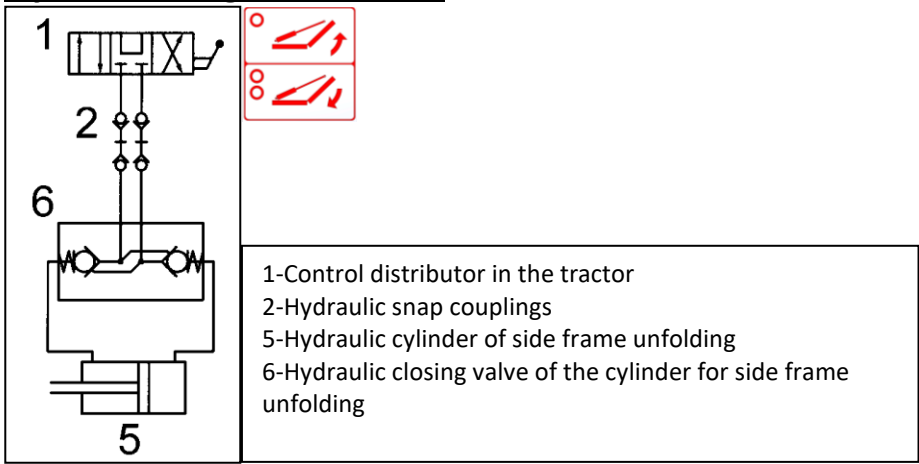 1
2
6
5
1-Control distributor in the tractor
2-Hydraulic snap couplings
5-Hydraulic cylinder of side frame unfolding
6-Hydraulic closing valve of the cylinder for side frame
unfolding